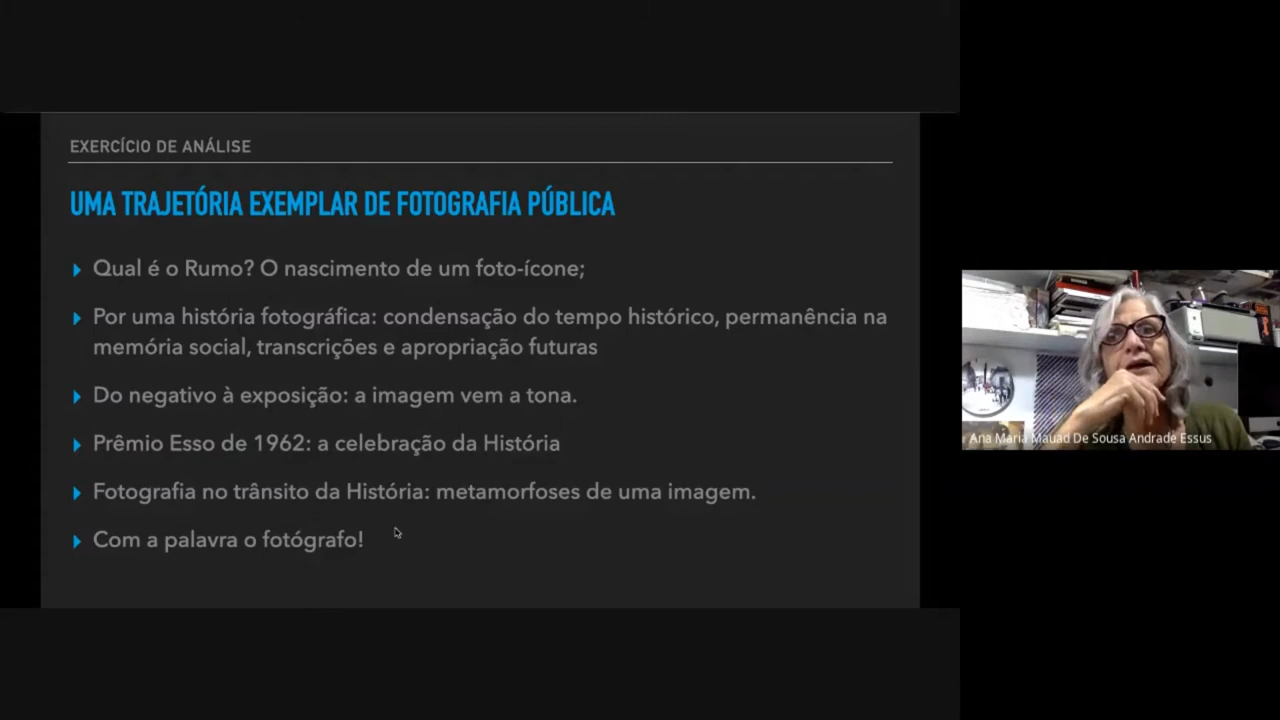 EXERCÍCIO DE ANÁLISE
UMA TRAJETÓRIA EXEMPLAR DE FOTOGRAFIA PÚBLICA
Qual é o Rumo? O nascimento de um foto-ícone;
Por uma história fotográfica: condensação do tempo histórico, permanência na
memória social, transcrições e apropriação futuras
Do negativo à exposição: a imagem vem a tona.
Prêmio Esso de 1962: a celebração da História
Fotografia no trânsito da História: metamorfoses de uma imagem.
Com a palavra o fotógrafo!
Ana Maria Mauad De Sousa Andrade Essus